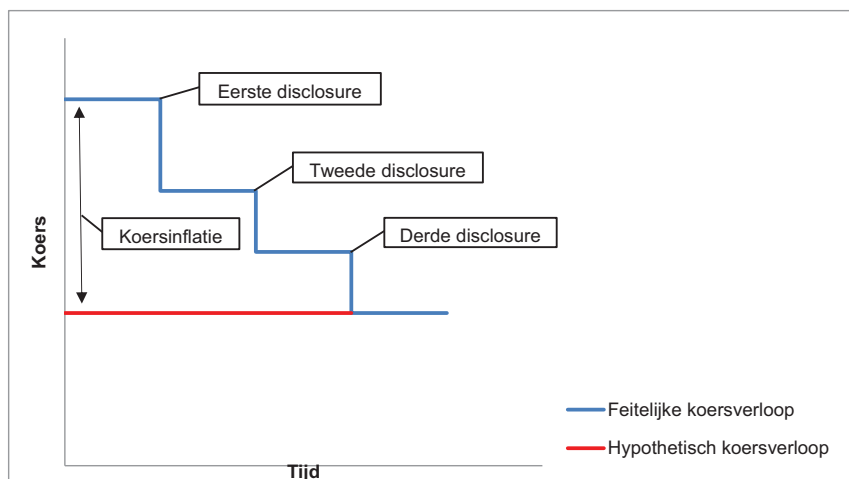 Eerste disclosure
Tweede disclosure
Koersinflatie
Derde disclosure
Koers
Feitelijke koersverloop
Hypothetisch koersverloop
Tijd